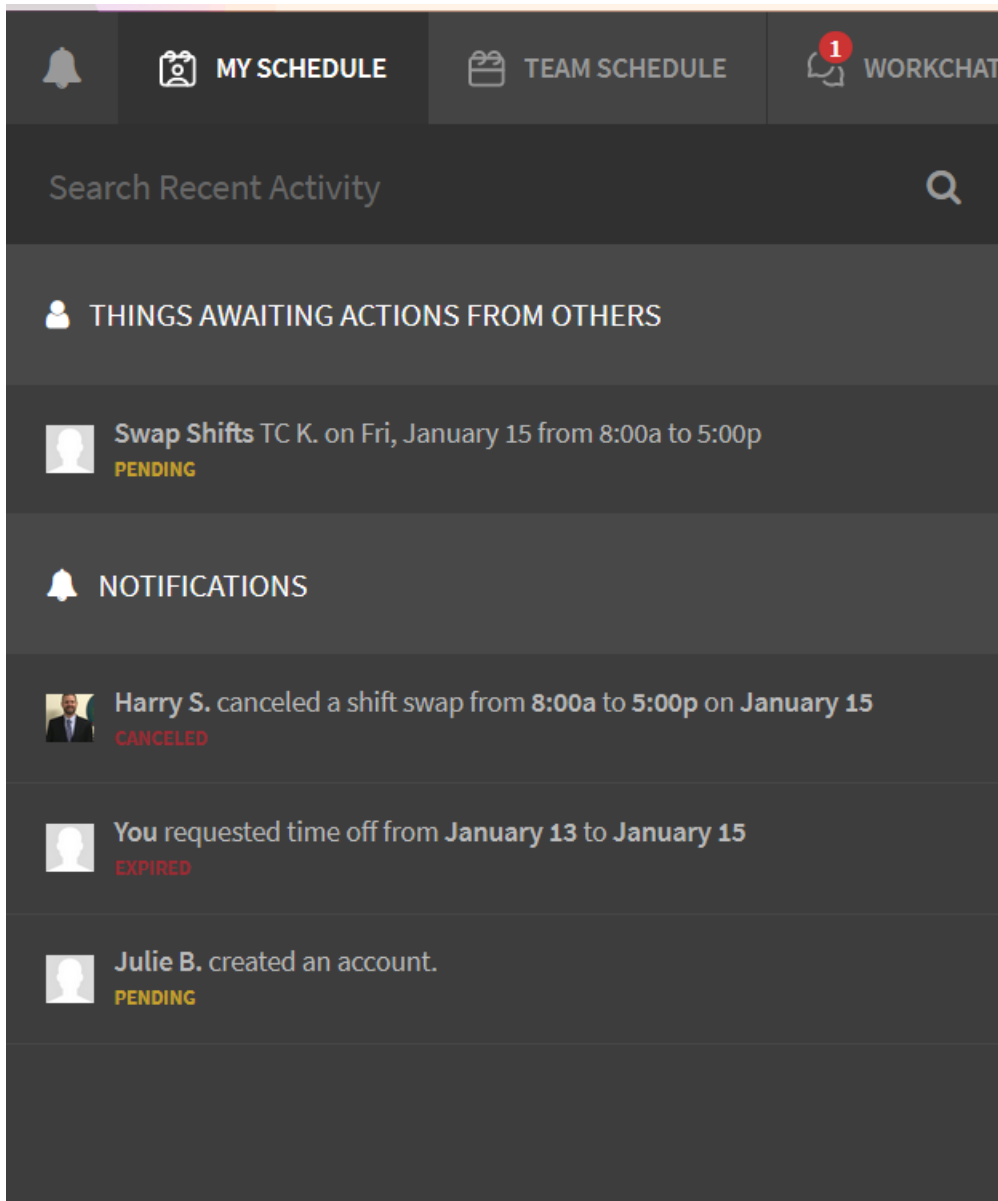 MY SCHEDULE
TEAM SCHEDULE
1
WORKCHAT
Search Recent Activity
THINGS AWAITING ACTIONS FROM OTHERS
Swap Shifts TC K. on Fri, January 15 from 8:00a to 5:00p
PENDING
NOTIFICATIONS
Harry S. canceled a shift swap from 8:00a to 5:00p on January 15
CANCELED
You requested time off from January 13 to January 15
EXPIRED
Julie B. created an account.
PENDING